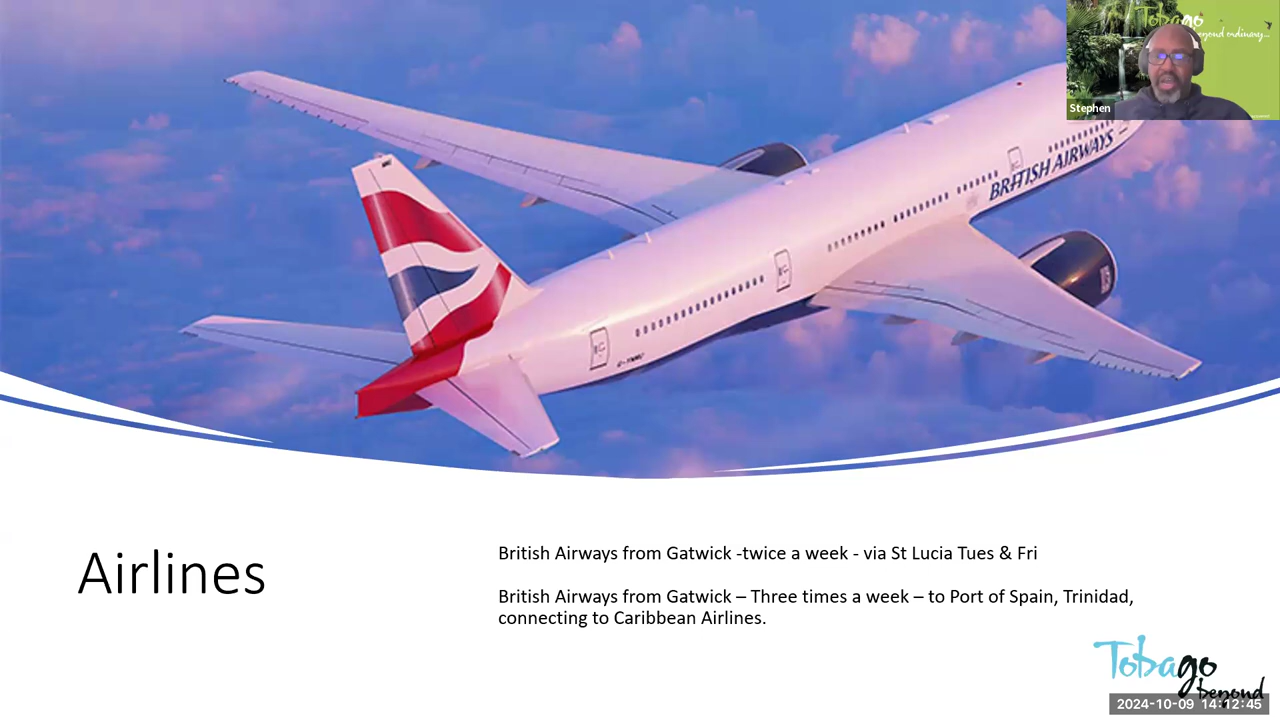 Tobago
beyond ordinary...
Stephen
BRITISH AIRWAYS
Airlines
British Airways from Gatwick -twice a week - via St Lucia Tues & Fri
British Airways from Gatwick – Three times a week – to Port of Spain, Trinidad,
connecting to Caribbean Airlines.
Tobago
beyond
2024-10-09 14:12:45